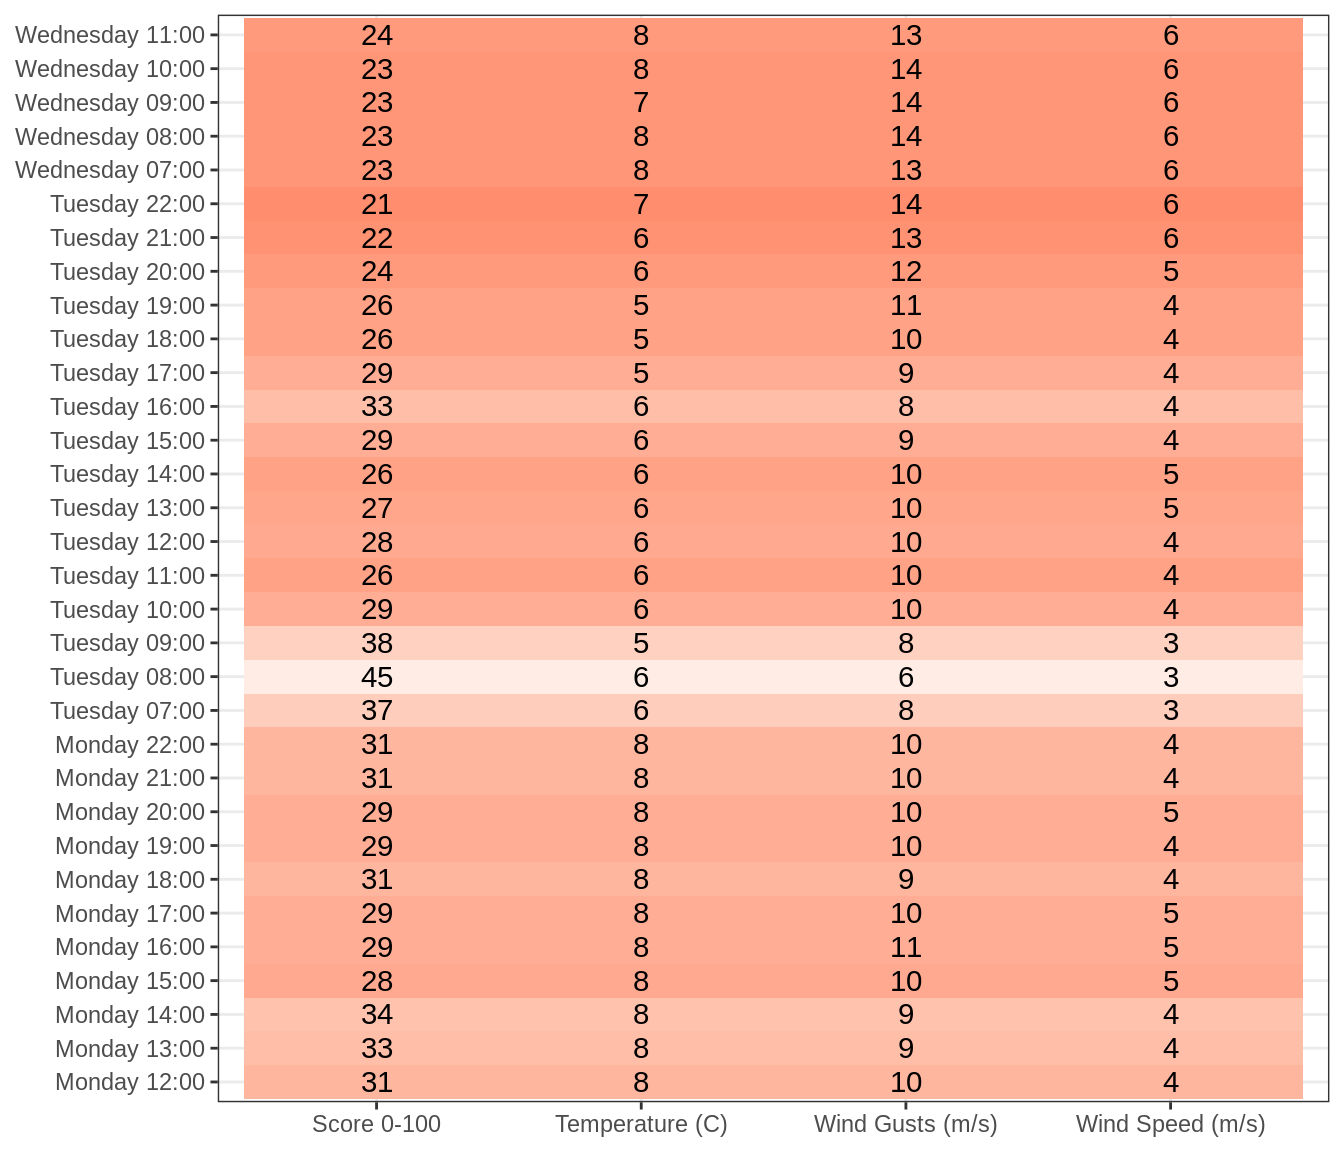 Wednesday 11:00 24 8 13 6
Wednesday 10:00 23 8 14 6
Wednesday 09:00 23 7 14 6
Wednesday 08:00 23 8 14 6
Wednesday 07:00 23 8 13 6
Tuesday 22:00 21 7 14 6
Tuesday 21:00 22 6 13 6
Tuesday 20:00 24 6 12 5
Tuesday 19:00 26 5 11 4
Tuesday 18:00 26 5 10 4
Tuesday 17:00 29 5 9 4
Tuesday 16:00 33 6 8 4
Tuesday 15:00 29 6 9 4
Tuesday 14:00 26 6 10 5
Tuesday 13:00 27 6 10 5
Tuesday 12:00 28 6 10 4
Tuesday 11:00 26 6 10 4
Tuesday 10:00 29 6 10 4
Tuesday 09:00 38 5 8 3
Tuesday 08:00 45 6 6 3
Tuesday 07:00 37 6 8 3
Monday 22:00 31 8 10 4
Monday 21:00 31 8 10 4
Monday 20:00 29 8 10 5
Monday 19:00 29 8 10 4
Monday 18:00 31 8 9 4
Monday 17:00 29 8 10 5
Monday 16:00 29 8 11 5
Monday 15:00 28 8 10 5
Monday 14:00 34 8 9 4
Monday 13:00 33 8 9 4
Monday 12:00 31 8 10 4
Score 0-100 Temperature (C) Wind Gusts (m/s) Wind Speed (m/s)